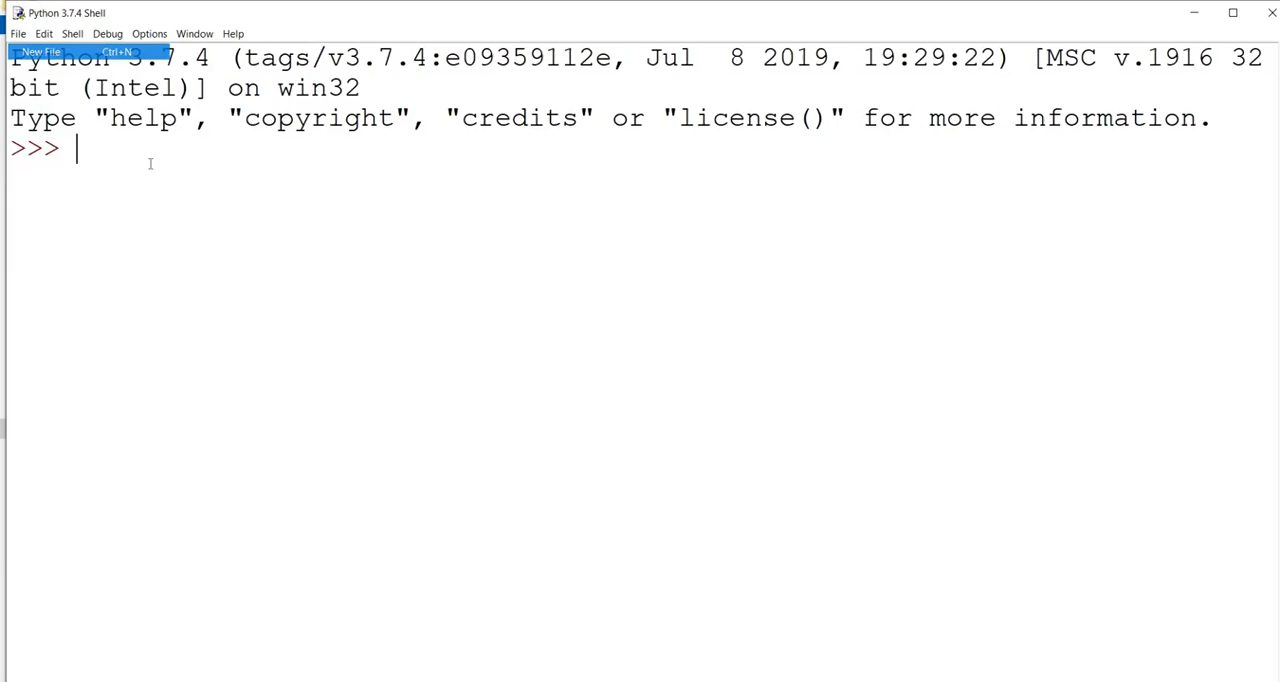 Python 3.7.4 Shell
File Edit Shell Debug Options Window Help
New File Ctrl+N
Python 3.7.4 (tags/v3.7.4:e09359112e, Jul 8 2019, 19:29:22) [MSC v.1916 32
bit (Intel)] on win32
Type "help", "copyright", "credits" or "license()" for more information.
>>>